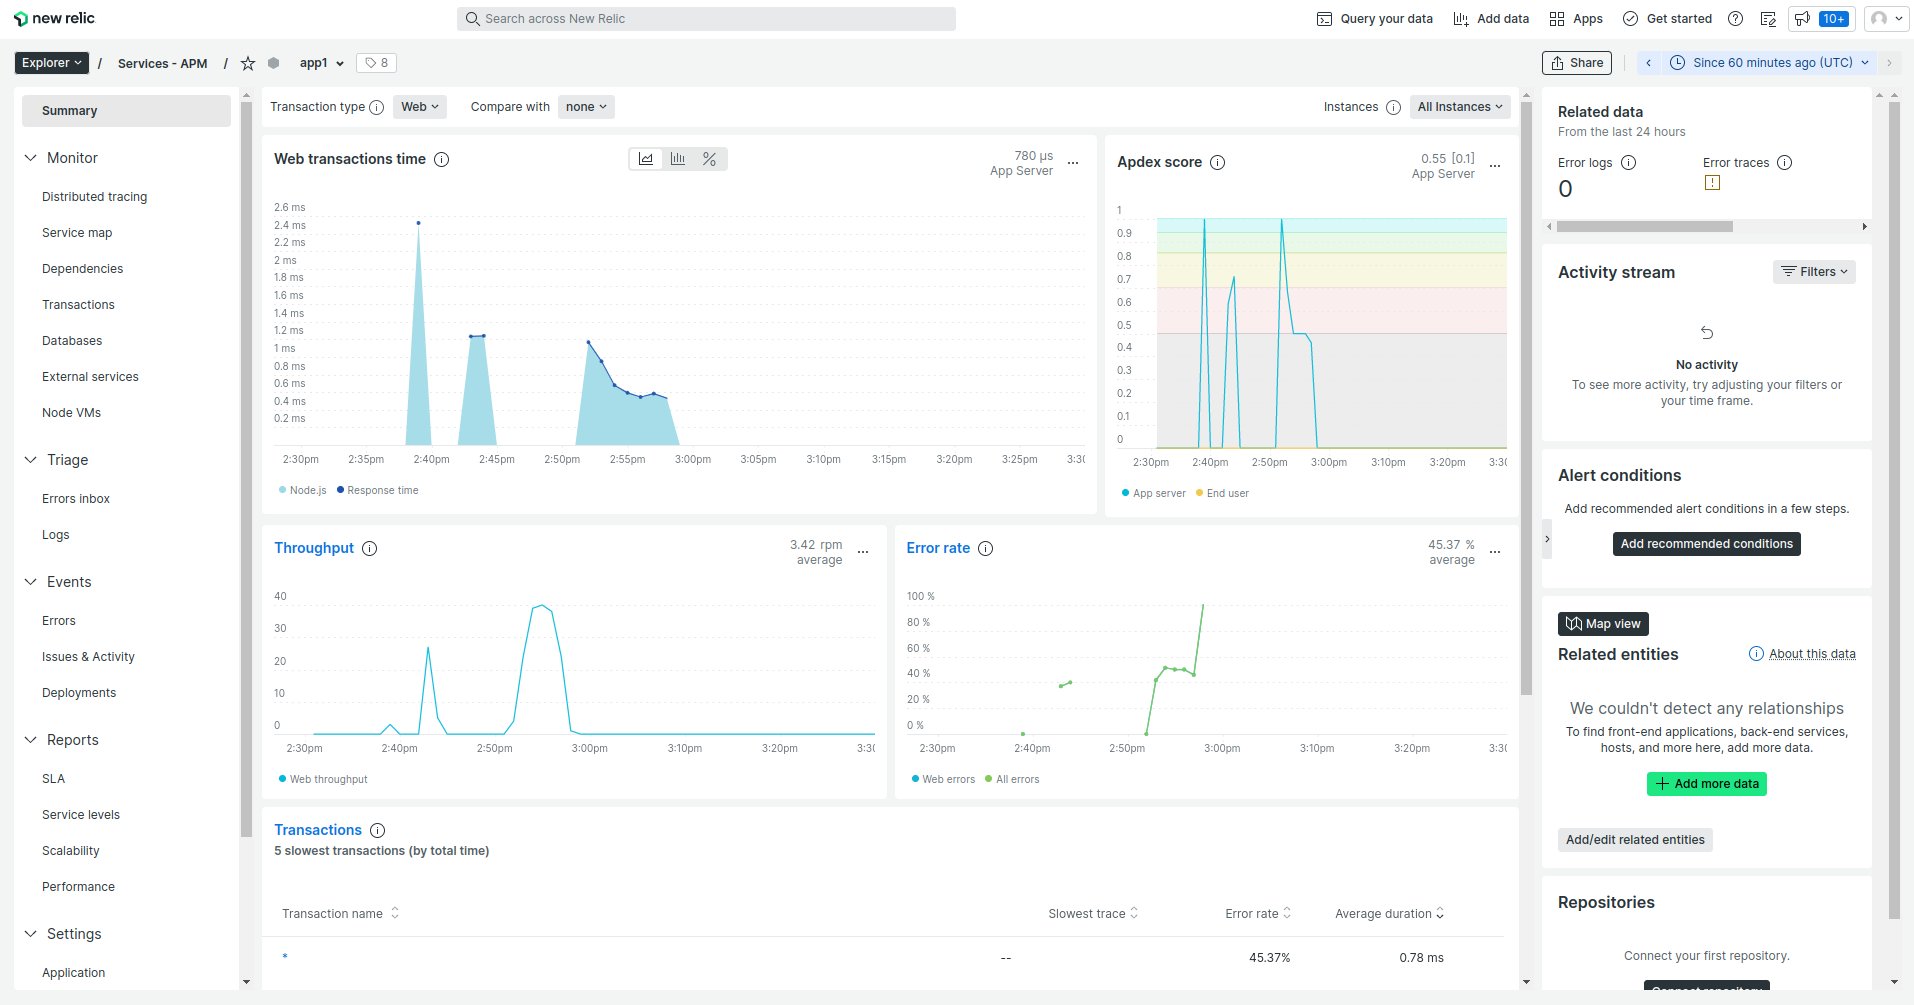 new relic
Search across New Relic
Query your data
Add data
Apps
Get started
10+
Explorer / Services - APM / app1 8
Share
Since 60 minutes ago (UTC)
Summary
Monitor
Distributed tracing
Service map
Dependencies
Transactions
Databases
External services
Node VMs
Triage
Errors inbox
Logs
Events
Errors
Issues & Activity
Deployments
Reports
SLA
Service levels
Scalability
Performance
Settings
Application
Transaction type Web Compare with none
Instances All Instances
Web transactions time
780 µs
App Server
2.6 ms
2.4 ms
2.2 ms
2 ms
1.8 ms
1.6 ms
1.4 ms
1.2 ms
1 ms
0.8 ms
0.6 ms
0.4 ms
0.2 ms
2:30pm 2:35pm 2:40pm 2:45pm 2:50pm 2:55pm 3:00pm 3:05pm 3:10pm 3:15pm 3:20pm 3:25pm 3:3
Node.js Response time
Apdex score
0.55 [0.1]
App Server
1
0.9
0.8
0.7
0.6
0.5
0.4
0.3
0.2
0.1
0
2:30pm 2:40pm 2:50pm 3:00pm 3:10pm 3:20pm 3:3
App server End user
Throughput
3.42 rpm
average
40
30
20
10
0
2:30pm 2:40pm 2:50pm 3:00pm 3:10pm 3:20pm 3:3
Web throughput
Error rate
45.37 %
average
100 %
80 %
60 %
40 %
20 %
0 %
2:30pm 2:40pm 2:50pm 3:00pm 3:10pm 3:20pm 3:3
Web errors All errors
Transactions
5 slowest transactions (by total time)
Transaction name Slowest trace Error rate Average duration
* -- 45.37% 0.78 ms
Related data
From the last 24 hours
Error logs Error traces
0
Activity stream
Filters
No activity
To see more activity, try adjusting your filters or
your time frame.
Alert conditions
Add recommended alert conditions in a few steps.
Add recommended conditions
Map view
Related entities
About this data
We couldn't detect any relationships
To find front-end applications, back-end services,
hosts, and more here, add more data.
Add more data
Add/edit related entities
Repositories
Connect your first repository.
Connect repository